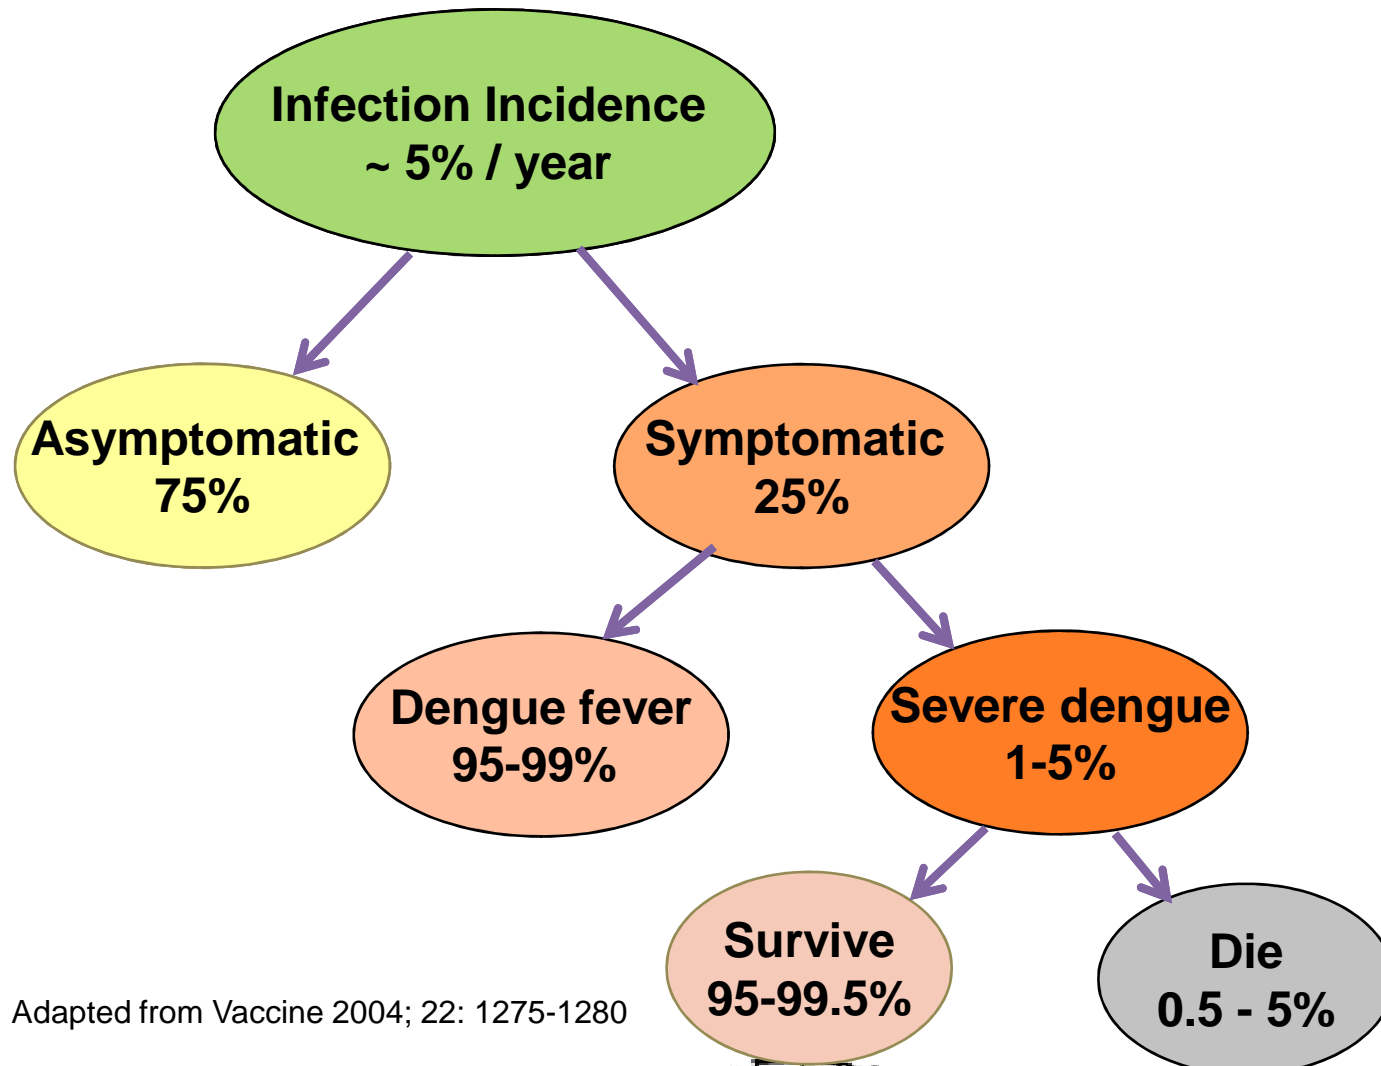 Infection Incidence
~ 5% / year
Asymptomatic
75%
Symptomatic
25%
Dengue fever
95-99%
Severe dengue
1-5%
Survive
95-99.5%
Die
0.5 - 5%
Adapted from Vaccine 2004; 22: 1275-1280